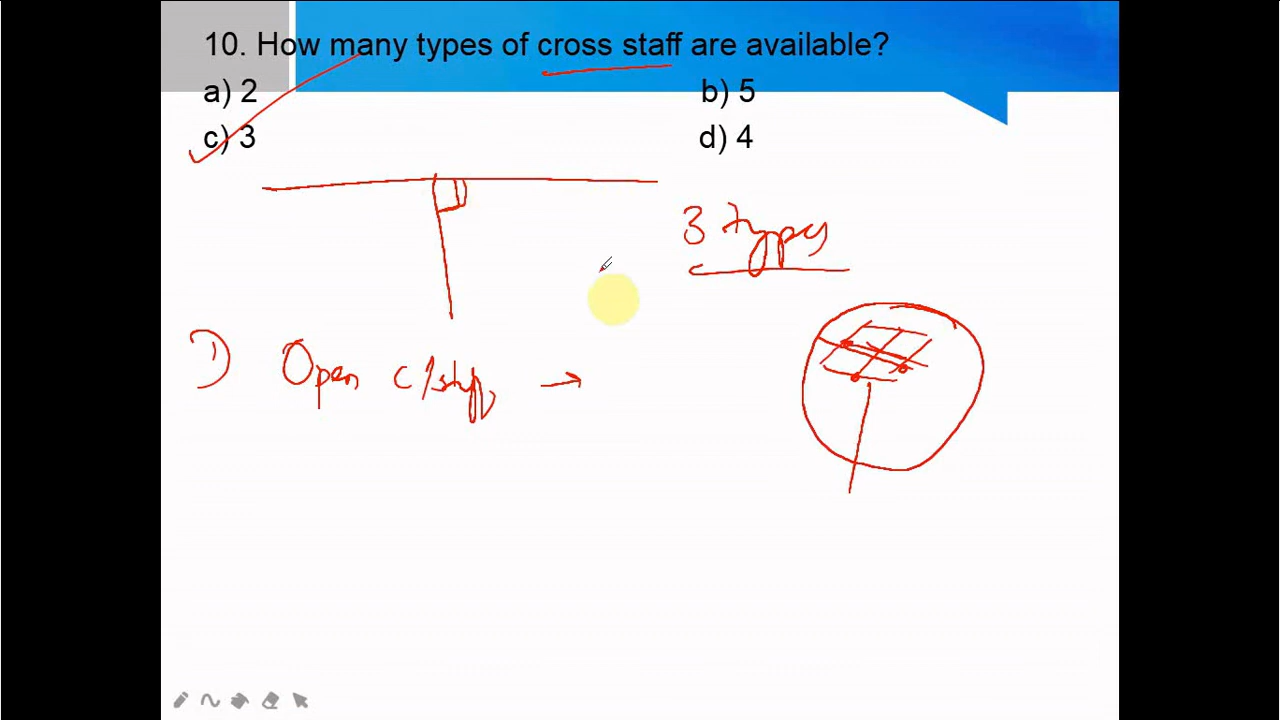 10. How many types of cross staff are available?
a) 2 b) 5
c) 3 d) 4
3 types
1) Open c/staff →